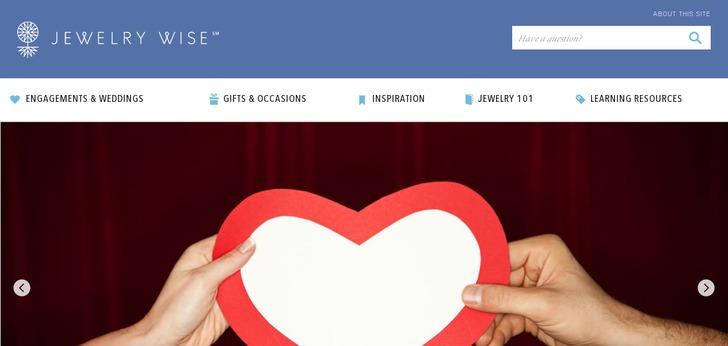 ABOUT THIS SITE
JEWELRY WISE℠
Have a question?
ENGAGEMENTS & WEDDINGS
GIFTS & OCCASIONS
INSPIRATION
JEWELRY 101
LEARNING RESOURCES